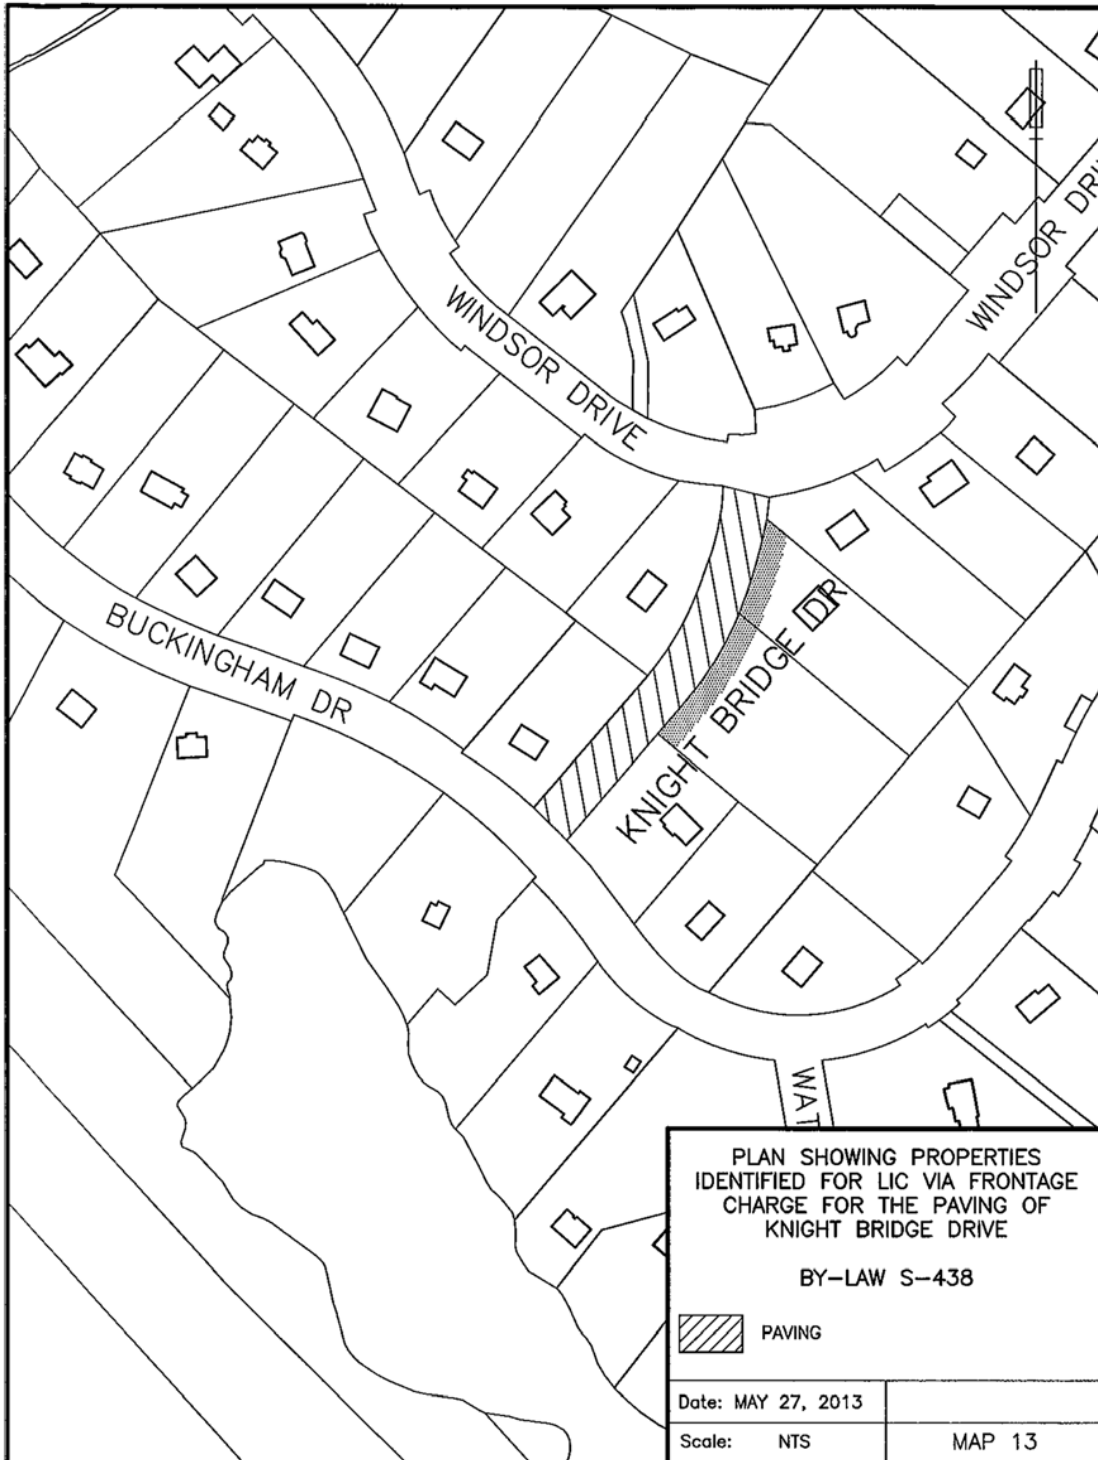 WINDSOR DRIVE
WINDSOR DRI
BUCKINGHAM DR
KNIGHT BRIDGE DR
WAT
PLAN SHOWING PROPERTIES
IDENTIFIED FOR LIC VIA FRONTAGE
CHARGE FOR THE PAVING OF
KNIGHT BRIDGE DRIVE
BY-LAW S-438
PAVING
Date: MAY 27, 2013
Scale: NTS
MAP 13